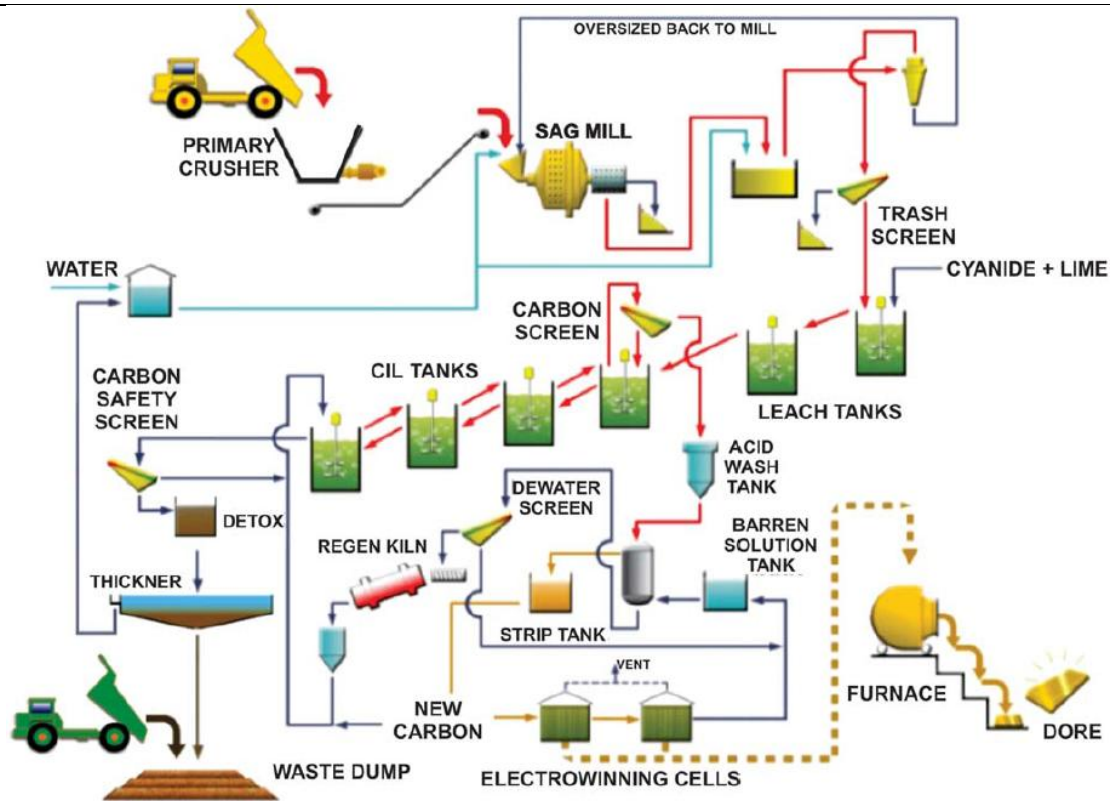 OVERSIZED BACK TO MILL
PRIMARY
CRUSHER
SAG MILL
TRASH
SCREEN
WATER
CYANIDE + LIME
CARBON
SCREEN
CARBON
SAFETY
SCREEN
CIL TANKS
LEACH TANKS
ACID
WASH
TANK
DEWATER
SCREEN
DETOX
REGEN KILN
BARREN
SOLUTION
TANK
THICKNER
STRIP TANK
VENT
FURNACE
NEW
CARBON
DORE
WASTE DUMP
ELECTROWINNING CELLS